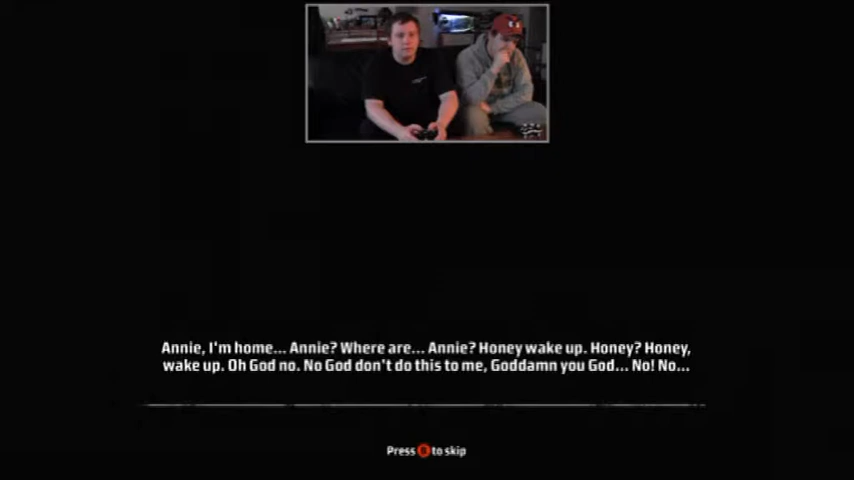 Annie, I'm home... Annie? Where are... Annie? Honey wake up. Honey? Honey,
wake up. Oh God no. No God don't do this to me, Goddamn you God... No! No...
Press B to skip